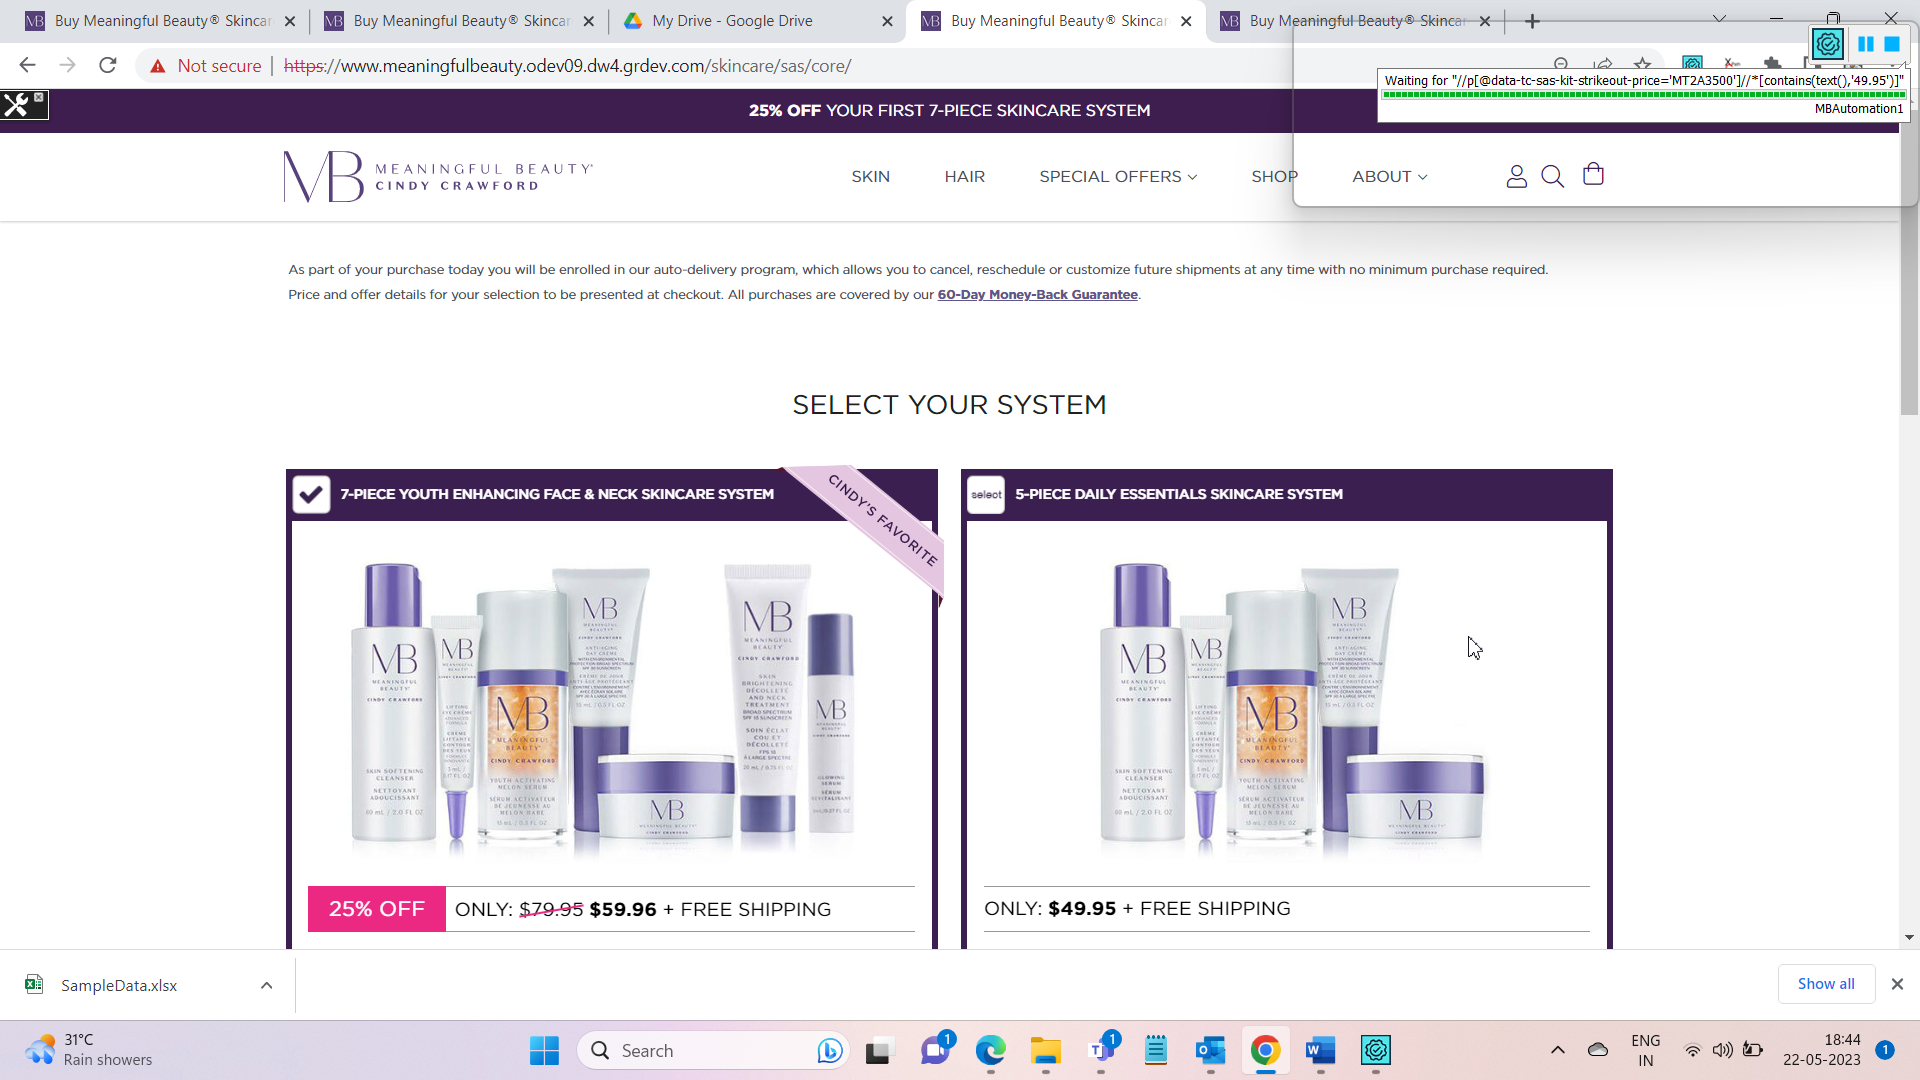 Buy Meaningful Beauty® Skincar
Buy Meaningful Beauty® Skincar
My Drive - Google Drive
Buy Meaningful Beauty® Skincar
Buy Meaningful Beauty® Skincar
Not secure
https://www.meaningfulbeauty.odev09.dw4.grdev.com/skincare/sas/core/
Waiting for "//p[@data-tc-sas-kit-strikeout-price='MT2A3500']//*[contains(text(),'49.95')]"
MBAutomation1
25% OFF YOUR FIRST 7-PIECE SKINCARE SYSTEM
MB MEANINGFUL BEAUTY®
CINDY CRAWFORD
SKIN
HAIR
SPECIAL OFFERS
SHOP
ABOUT
As part of your purchase today you will be enrolled in our auto-delivery program, which allows you to cancel, reschedule or customize future shipments at any time with no minimum purchase required.
Price and offer details for your selection to be presented at checkout. All purchases are covered by our 60-Day Money-Back Guarantee.
SELECT YOUR SYSTEM
7-PIECE YOUTH ENHANCING FACE & NECK SKINCARE SYSTEM
CINDY'S FAVORITE
select
5-PIECE DAILY ESSENTIALS SKINCARE SYSTEM
25% OFF
ONLY: $79.95 $59.96 + FREE SHIPPING
ONLY: $49.95 + FREE SHIPPING
SampleData.xlsx
Show all
31°C
Rain showers
Search
1
1
ENG
IN
18:44
22-05-2023
1